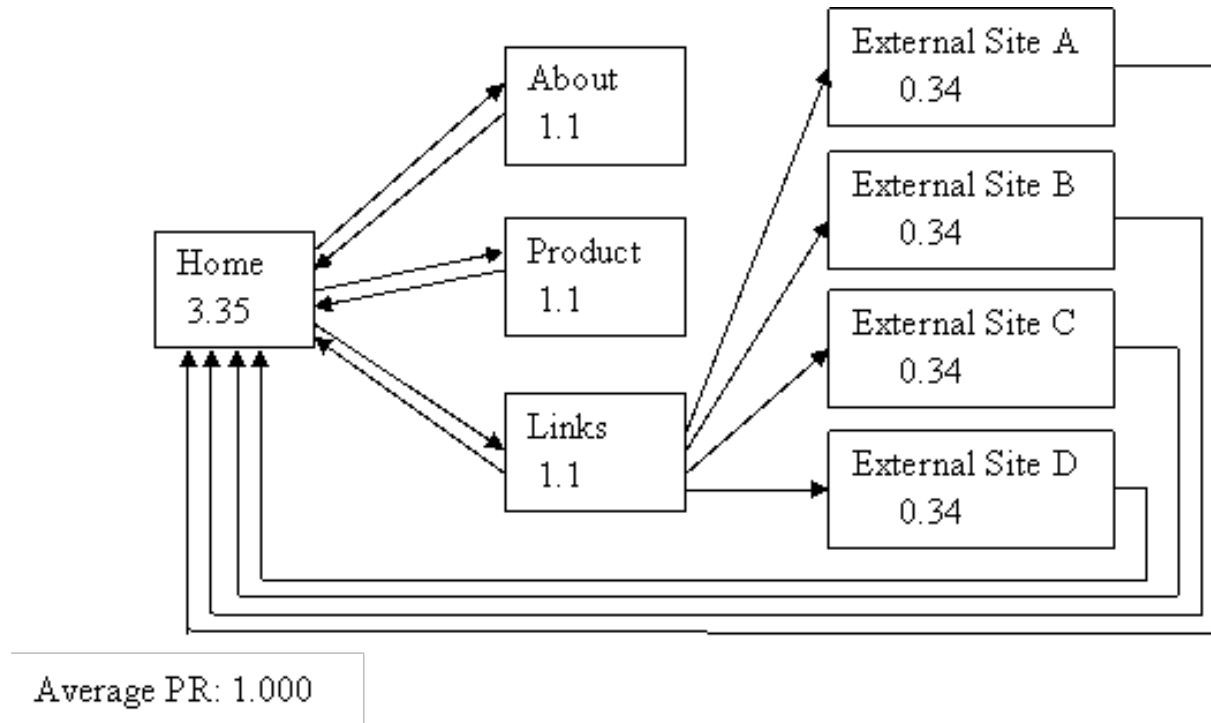 Home
3.35
About
1.1
Product
1.1
Links
1.1
External Site A
0.34
External Site B
0.34
External Site C
0.34
External Site D
0.34
Average PR: 1.000